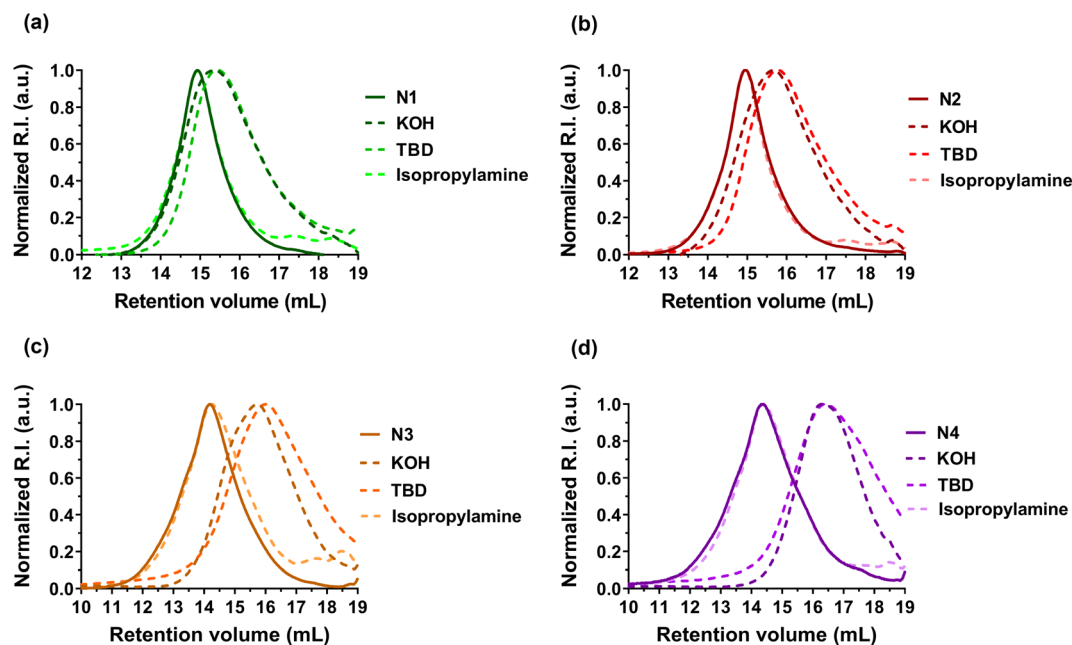 (a)
Normalized R.I. (a.u.)
1.0
0.8
0.6
0.4
0.2
0.0
12 13 14 15 16 17 18 19
Retention volume (mL)
N1
KOH
TBD
Isopropylamine
(b)
Normalized R.I. (a.u.)
1.0
0.8
0.6
0.4
0.2
0.0
12 13 14 15 16 17 18 19
Retention volume (mL)
N2
KOH
TBD
Isopropylamine
(c)
Normalized R.I. (a.u.)
1.0
0.8
0.6
0.4
0.2
0.0
10 11 12 13 14 15 16 17 18 19
Retention volume (mL)
N3
KOH
TBD
Isopropylamine
(d)
Normalized R.I. (a.u.)
1.0
0.8
0.6
0.4
0.2
0.0
10 11 12 13 14 15 16 17 18 19
Retention volume (mL)
N4
KOH
TBD
Isopropylamine